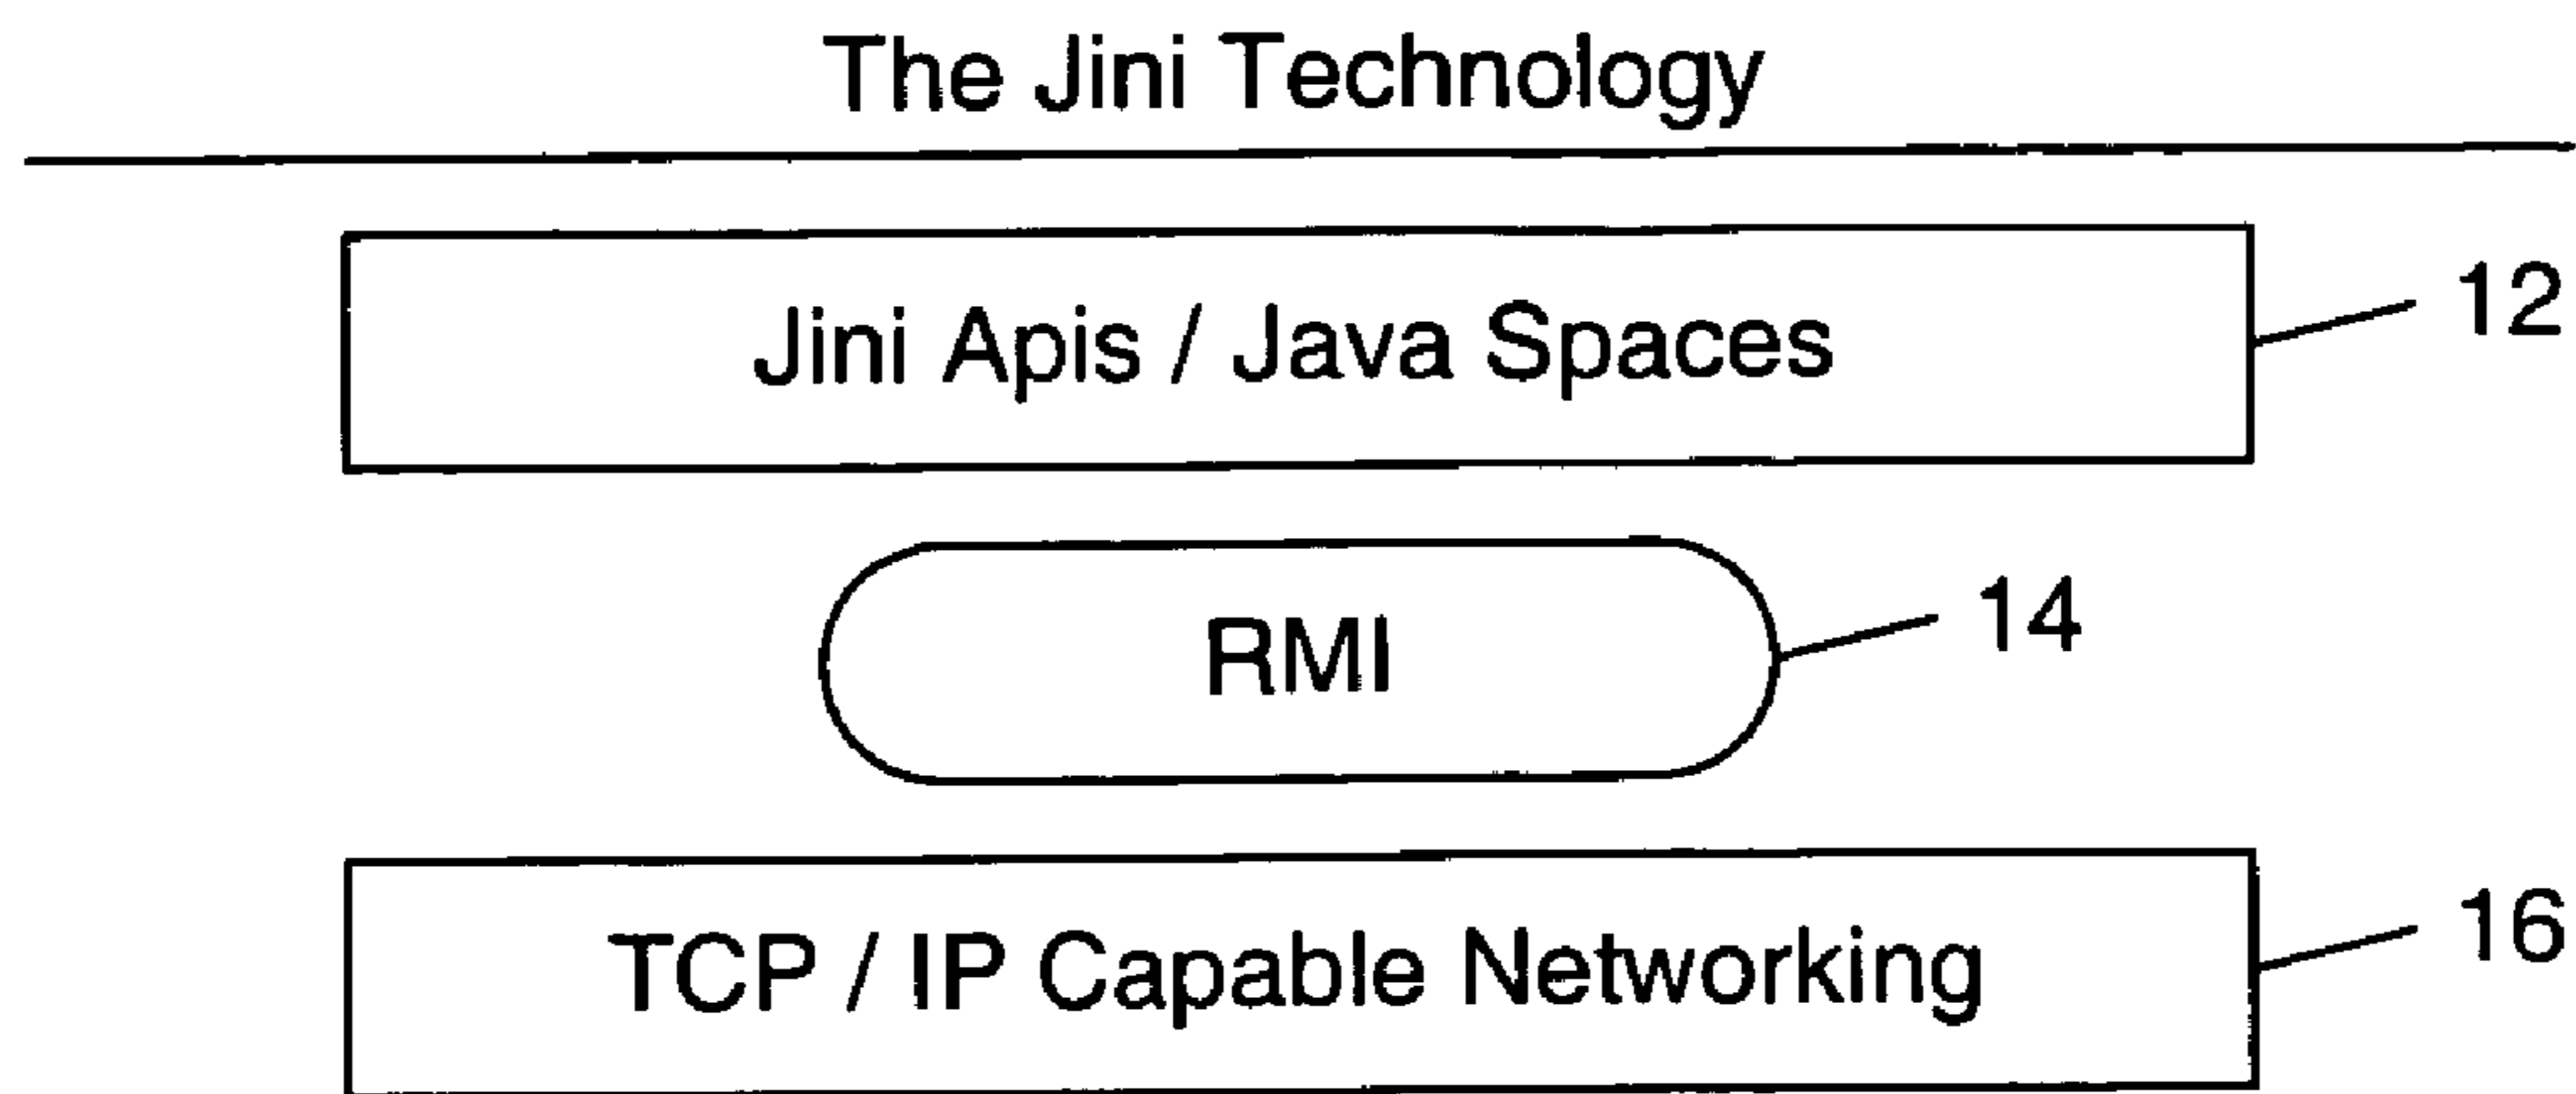 The Jini Technology
Jini Apis / Java Spaces
12
RMI
14
TCP / IP Capable Networking
16